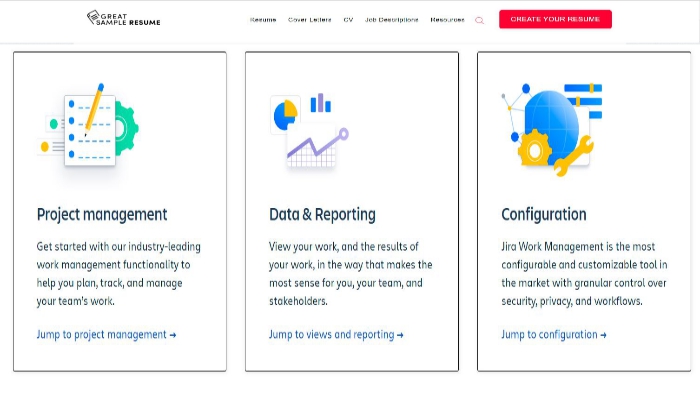 GREAT
SAMPLE RESUME
Resume Cover Letters CV Job Descriptions Resources
CREATE YOUR RESUME
Project management
Get started with our industry-leading
work management functionality to
help you plan, track, and manage
your team's work.
Jump to project management →
Data & Reporting
View your work, and the results of
your work, in the way that makes the
most sense for you, your team, and
stakeholders.
Jump to views and reporting →
Configuration
Jira Work Management is the most
configurable and customizable tool in
the market with granular control over
security, privacy, and workflows.
Jump to configuration →